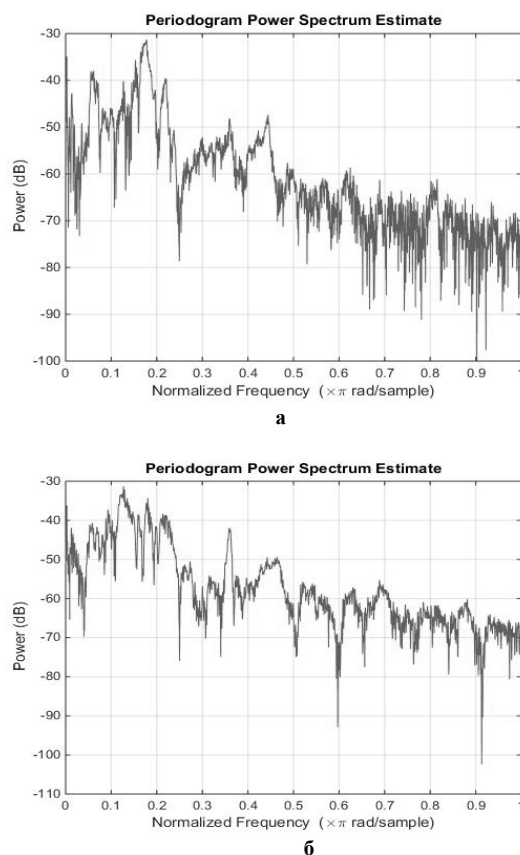 Periodogram Power Spectrum Estimate
-30
-40
-50
-60
-70
-80
-90
-100
Power (dB)
0 0.1 0.2 0.3 0.4 0.5 0.6 0.7 0.8 0.9 1
Normalized Frequency (×π rad/sample)
а
Periodogram Power Spectrum Estimate
-30
-40
-50
-60
-70
-80
-90
-100
-110
Power (dB)
0 0.1 0.2 0.3 0.4 0.5 0.6 0.7 0.8 0.9 1
Normalized Frequency (×π rad/sample)
б